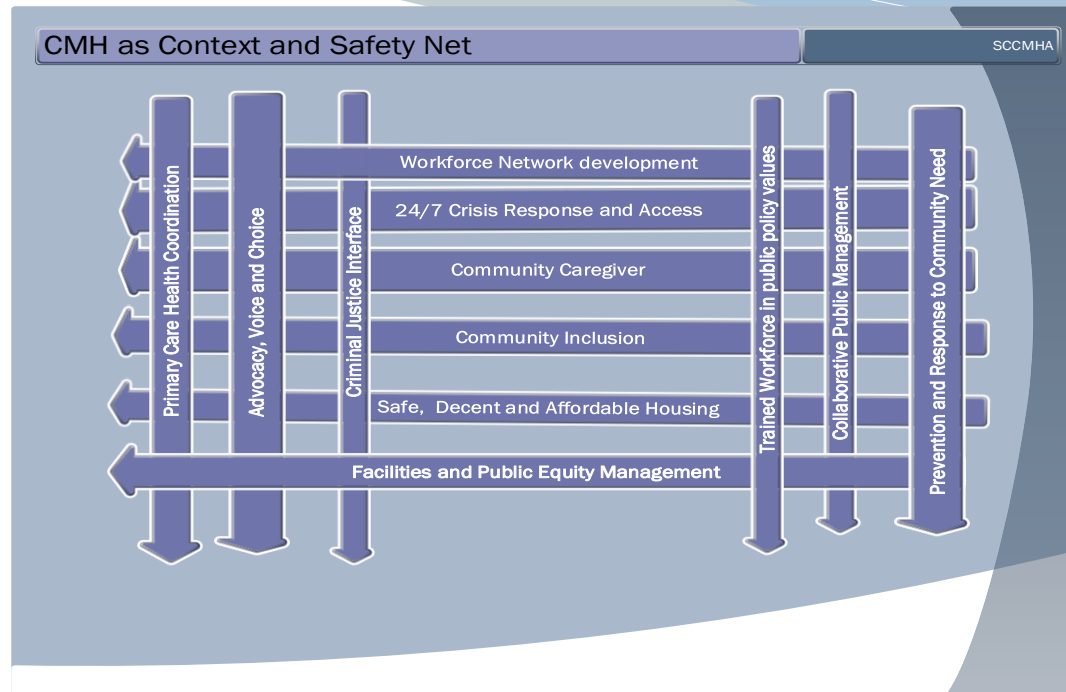 CMH as Context and Safety Net
SCCMHA
Workforce Network development
24/7 Crisis Response and Access
Community Caregiver
Community Inclusion
Safe, Decent and Affordable Housing
Facilities and Public Equity Management
Primary Care Health Coordination
Advocacy, Voice and Choice
Criminal Justice Interface
Trained Workforce in public policy values
Collaborative Public Management
Prevention and Response to Community Need